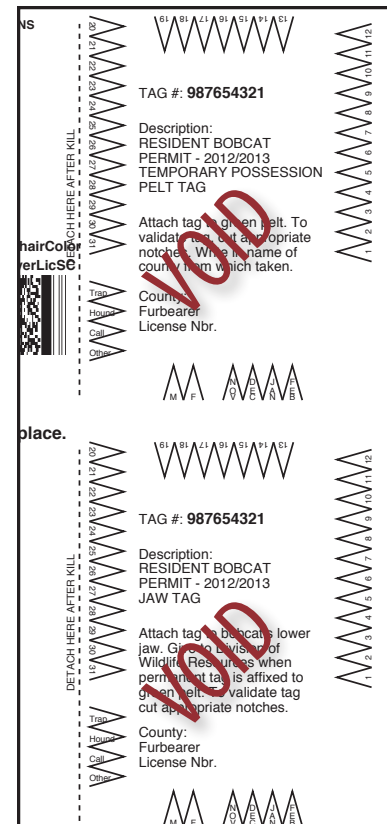 NS
19 18 17 16 15 14 13
20
21
22
23
24
25
26
27
28
29
30
31
12
11
10
9
8
7
6
5
4
3
2
1
DETACH HERE AFTER KILL
TAG #: 987654321
Description:
RESIDENT BOBCAT
PERMIT - 2012/2013
TEMPORARY POSSESSION
PELT TAG
Attach tag to green pelt. To
validate tag, cut appropriate
notches. Write in name of
county from which taken.
VOID
hairColor
verLicSE
Trap
Hound
Call
Other
County:
Furbearer
License Nbr.
M F NOV DEC JAN FEB
place.
19 18 17 16 15 14 13
20
21
22
23
24
25
26
27
28
29
30
31
12
11
10
9
8
7
6
5
4
3
2
1
DETACH HERE AFTER KILL
TAG #: 987654321
Description:
RESIDENT BOBCAT
PERMIT - 2012/2013
JAW TAG
Attach tag to bobcat's lower
jaw. Give to Division of
Wildlife Resources when
permanent tag is affixed to
green pelt. To validate tag
cut appropriate notches.
VOID
Trap
Hound
Call
Other
County:
Furbearer
License Nbr.
M F NOV DEC JAN FEB